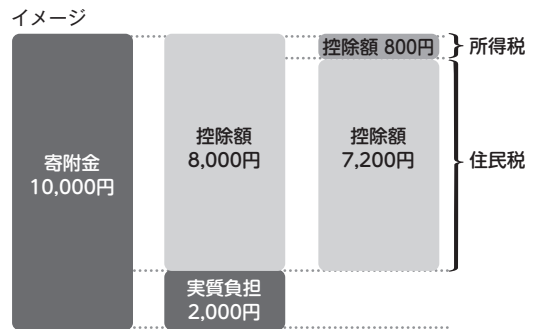 イメージ
寄附金
10,000円
控除額
8,000円
実質負担
2,000円
控除額 800円
控除額
7,200円
所得税
住民税